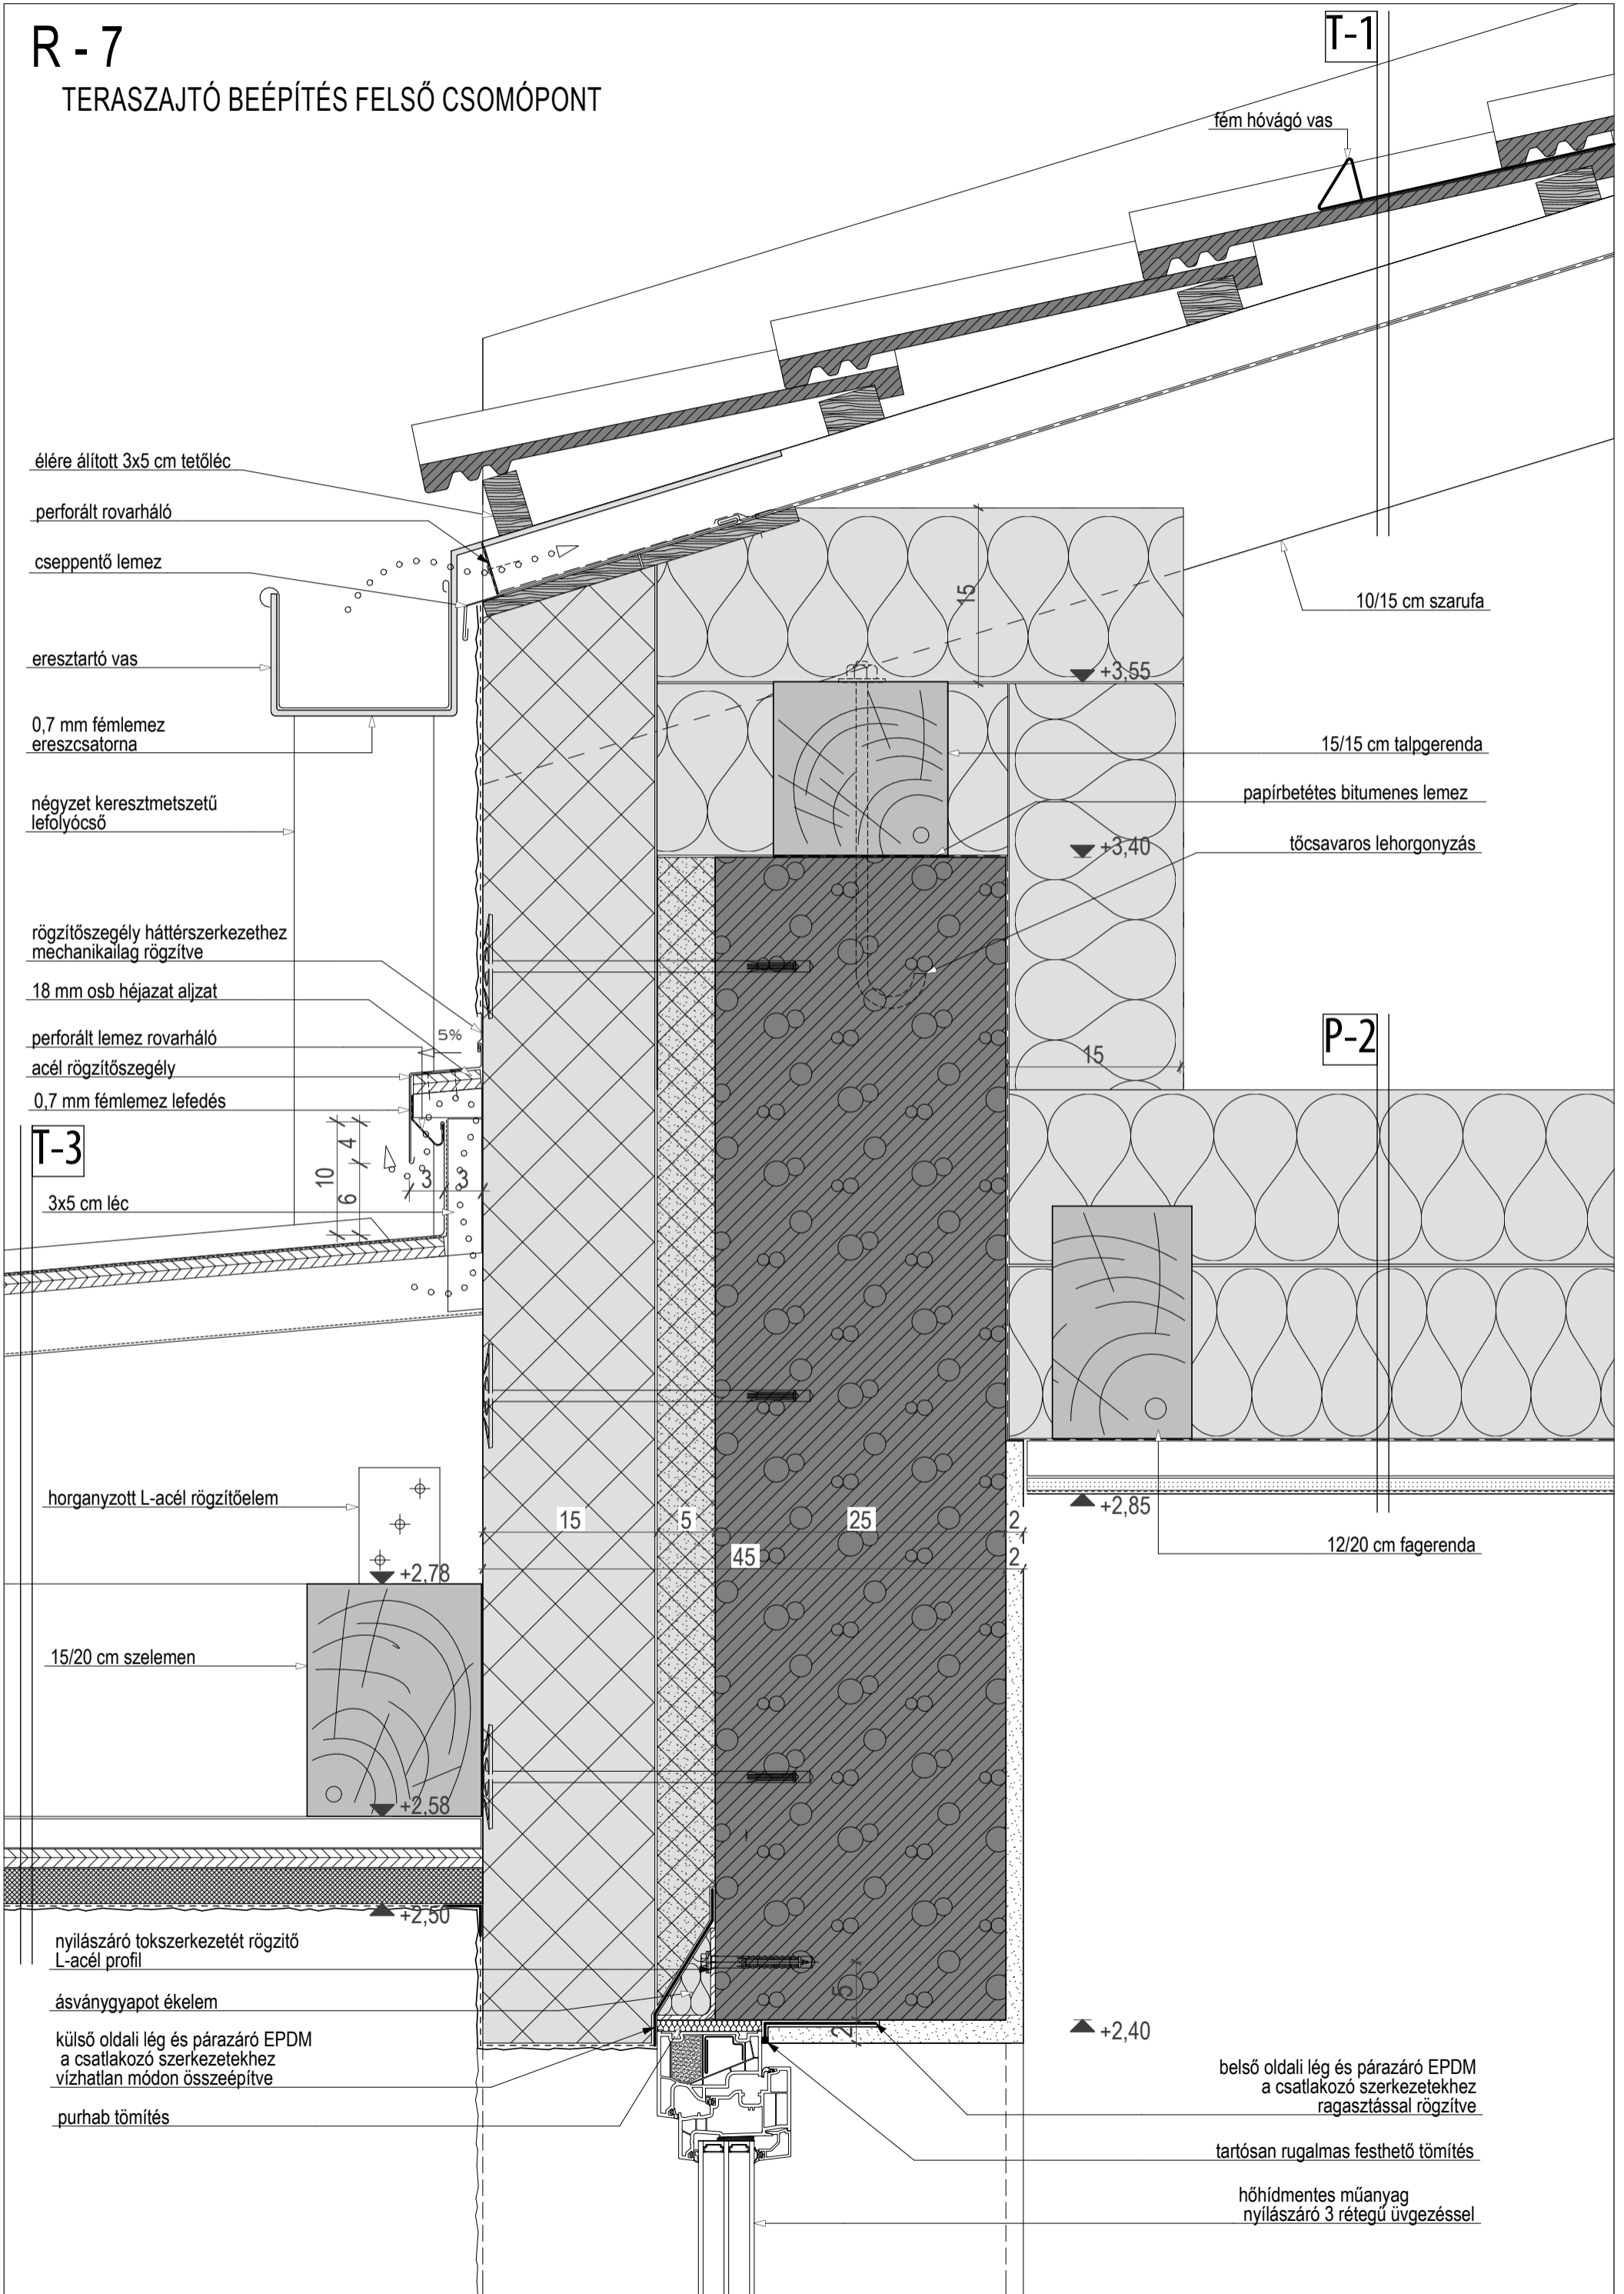 R - 7
TERASZAJTÓ BEÉPÍTÉS FELSŐ CSOMÓPONT
T-1
fém hóvágó vas
élére álított 3x5 cm tetőléc
perforált rovarháló
cseppentő lemez
10/15 cm szarufa
15
eresztartó vas
+3,55
0,7 mm fémlemez
ereszcsatorna
15/15 cm talpgerenda
papírbetétes bitumenes lemez
négyzet keresztmetszetű
lefolyócső
+3,40
tőcsavaros lehorgonyzás
rögzítőszegély háttérszerkezethez
mechanikailag rögzítve
18 mm osb héjazat aljzat
P-2
perforált lemez rovarháló
5%
15
acél rögzítőszegély
0,7 mm fémlemez lefedés
T-3
10
4
6
3
3
3x5 cm léc
horganyzott L-acél rögzítőelem
+2,85
15
5
25
2
12/20 cm fagerenda
45
2
+2,78
15/20 cm szelemen
+2,58
+2,50
nyilászáró tokszerkezetét rögzitő
L-acél profil
ásványgyapot ékelem
5
2
+2,40
külső oldali lég és párazáró EPDM
a csatlakozó szerkezetekhez
vízhatlan módon összeépítve
belső oldali lég és párazáró EPDM
a csatlakozó szerkezetekhez
ragasztással rögzítve
purhab tömítés
tartósan rugalmas festhető tömítés
hőhídmentes műanyag
nyílászáró 3 rétegű üvgezéssel